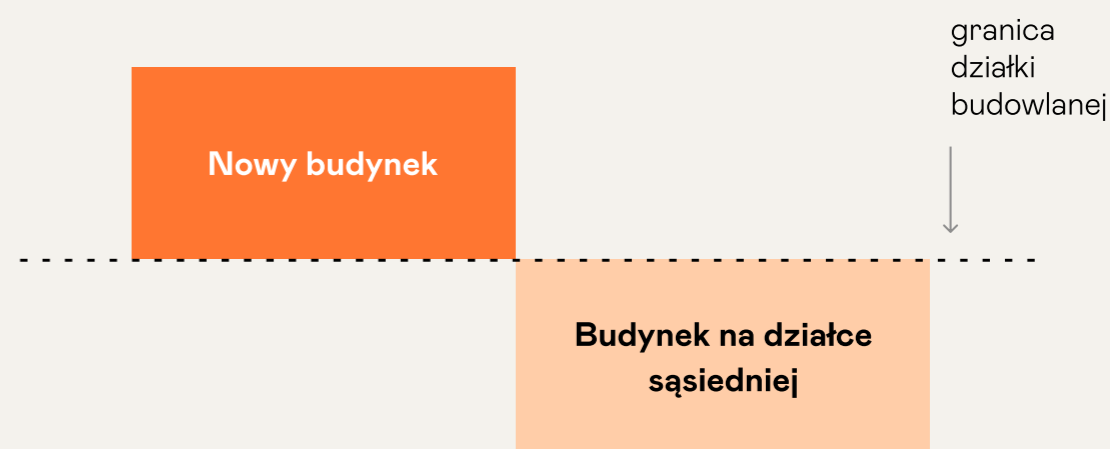 granica
działki
budowlanej
Nowy budynek
Budynek na działce
sąsiedniej